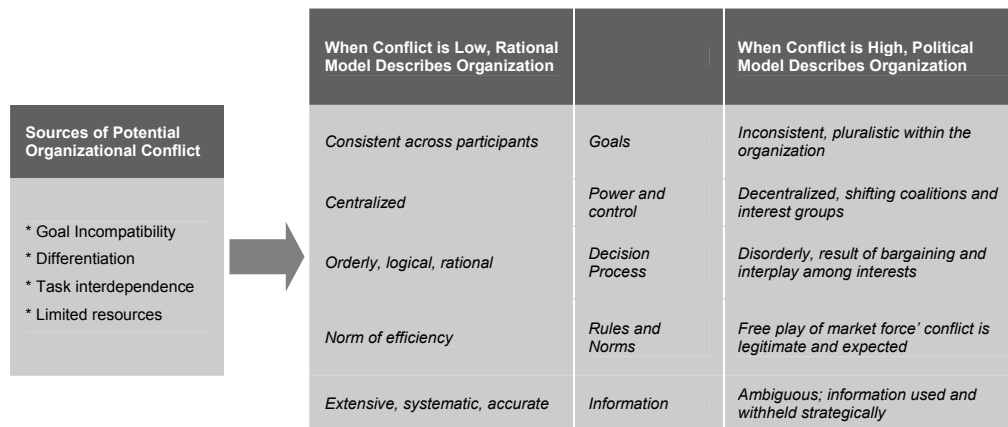 Sources of Potential
Organizational Conflict
* Goal Incompatibility
* Differentiation
* Task interdependence
* Limited resources
When Conflict is Low, Rational
Model Describes Organization
When Conflict is High, Political
Model Describes Organization
Consistent across participants
Goals
Inconsistent, pluralistic within the
organization
Centralized
Power and
control
Decentralized, shifting coalitions and
interest groups
Orderly, logical, rational
Decision
Process
Disorderly, result of bargaining and
interplay among interests
Norm of efficiency
Rules and
Norms
Free play of market force’ conflict is
legitimate and expected
Extensive, systematic, accurate
Information
Ambiguous; information used and
withheld strategically